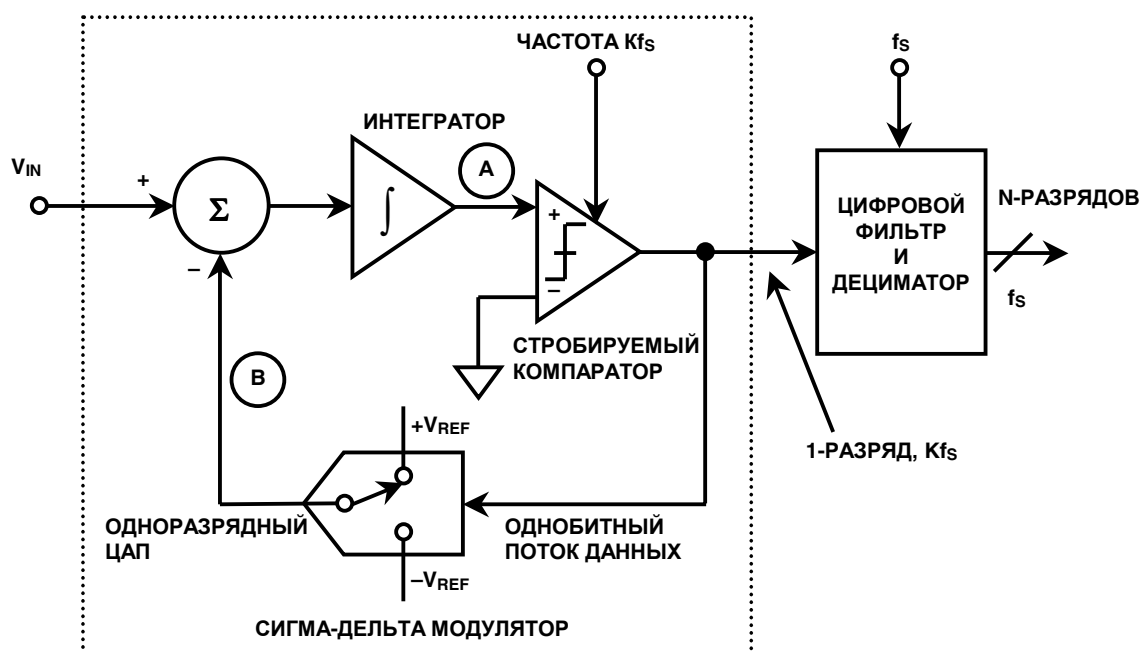 ЧАСТОТА Kfs
fs
ИНТЕГРАТОР
A
VIN
+
Σ
∫
+
–
–
ЦИФРОВОЙ
ФИЛЬТР
И
ДЕЦИМАТОР
N-РАЗРЯДОВ
fs
СТРОБИРУЕМЫЙ
КОМПАРАТОР
B
+VREF
1-РАЗРЯД, Kfs
ОДНОРАЗРЯДНЫЙ
ЦАП
ОДНОБИТНЫЙ
ПОТОК ДАННЫХ
–VREF
СИГМА-ДЕЛЬТА МОДУЛЯТОР